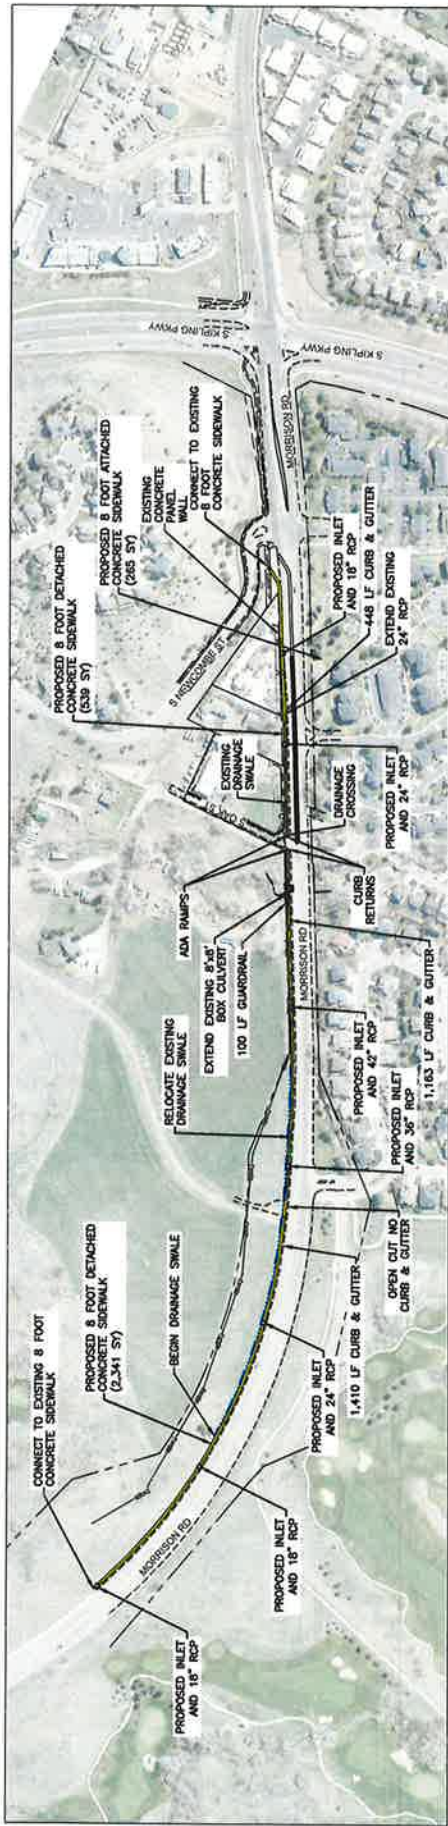 CONNECT TO EXISTING 8 FOOT
CONCRETE SIDEWALK
PROPOSED 8 FOOT DETACHED
CONCRETE SIDEWALK
(2,341 SY)
BEGIN DRAINAGE SWALE
RELOCATE EXISTING
DRAINAGE SWALE
EXTEND EXISTING 8'x8'
BOX CULVERT
100 LF GUARDRAIL
ADA RAMPS
S OAK ST
EXISTING
DRAINAGE
SWALE
PROPOSED 8 FOOT DETACHED
CONCRETE SIDEWALK
(539 SY)
S NEWCOMBE ST
PROPOSED 8 FOOT ATTACHED
CONCRETE SIDEWALK
(265 SY)
EXISTING
CONCRETE
PANEL
WALL
CONNECT TO EXISTING
8 FOOT
CONCRETE SIDEWALK
S KIPLING PKWY
S KIPLING PKWY
MORRISON RD
PROPOSED INLET
AND 18" RCP
MORRISON RD
PROPOSED INLET
AND 18" RCP
PROPOSED INLET
AND 24" RCP
1,410 LF CURB & GUTTER
OPEN CUT NO
CURB & GUTTER
PROPOSED INLET
AND 36" RCP
PROPOSED INLET
AND 42" RCP
MORRISON RD
1,163 LF CURB & GUTTER
CURB
RETURNS
DRAINAGE
CROSSING
PROPOSED INLET
AND 24" RCP
EXTEND EXISTING
24" RCP
448 LF CURB & GUTTER
PROPOSED INLET
AND 18" RCP